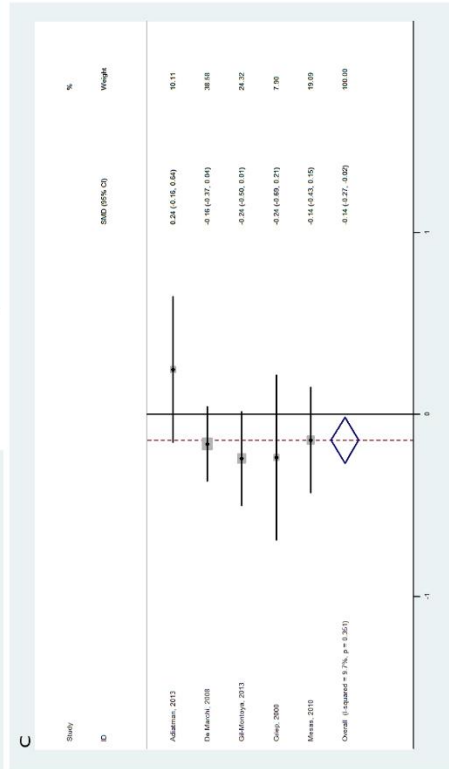 C
Study %
ID SMD (95% CI) Weight
Adiatman, 2013 0.24 (-0.16, 0.64) 10.11
De Marchi, 2008 -0.16 (-0.37, 0.04) 38.58
Gil-Montoya, 2013 -0.24 (-0.50, 0.01) 24.32
Griep, 2000 -0.24 (-0.69, 0.21) 7.90
Mesas, 2010 -0.14 (-0.43, 0.15) 19.09
Overall (I-squared = 9.7%, p = 0.351) -0.14 (-0.27, -0.02) 100.00
-1 0 1